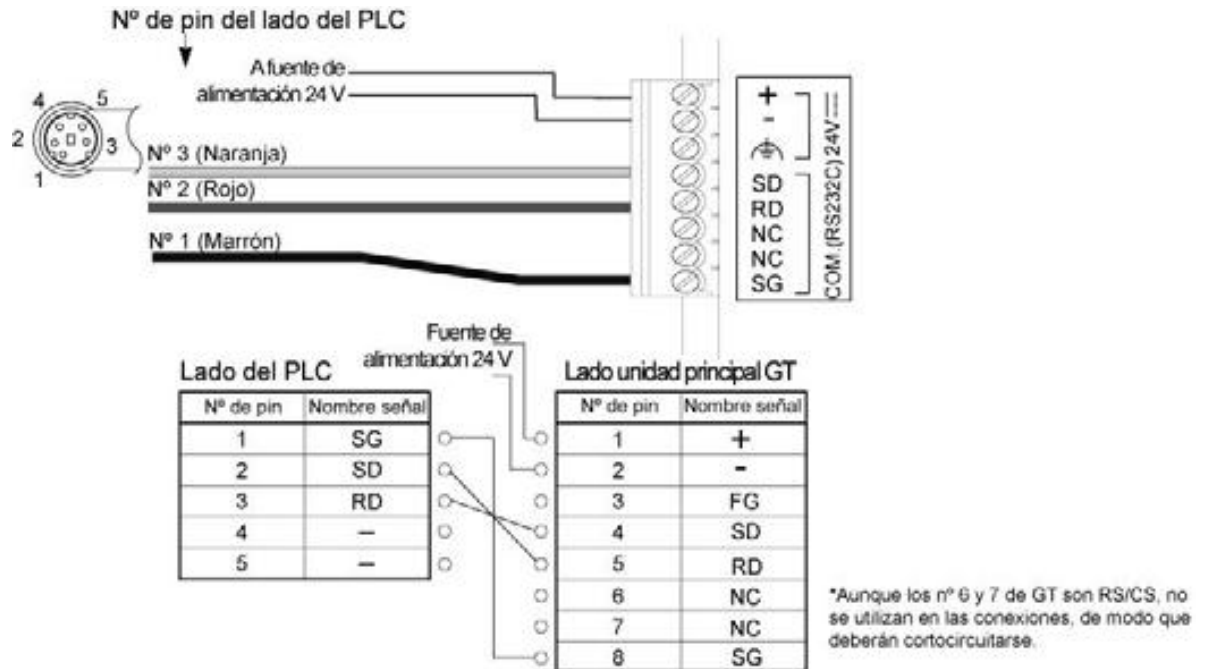 Nº de pin del lado del PLC
A fuente de
alimentación 24 V
4 5
2 3
1
Nº 3 (Naranja)
Nº 2 (Rojo)
Nº 1 (Marrón)
+
-
SD
RD
NC
NC
SG
COM.(RS232C) 24V
Fuente de
alimentación 24 V
Lado del PLC
Nº de pin Nombre señal
1 SG
2 SD
3 RD
4 –
5 –
Lado unidad principal GT
Nº de pin Nombre señal
1 +
2 -
3 FG
4 SD
5 RD
6 NC
7 NC
8 SG
*Aunque los nº 6 y 7 de GT son RS/CS, no
se utilizan en las conexiones, de modo que
deberán cortocircuitarse.